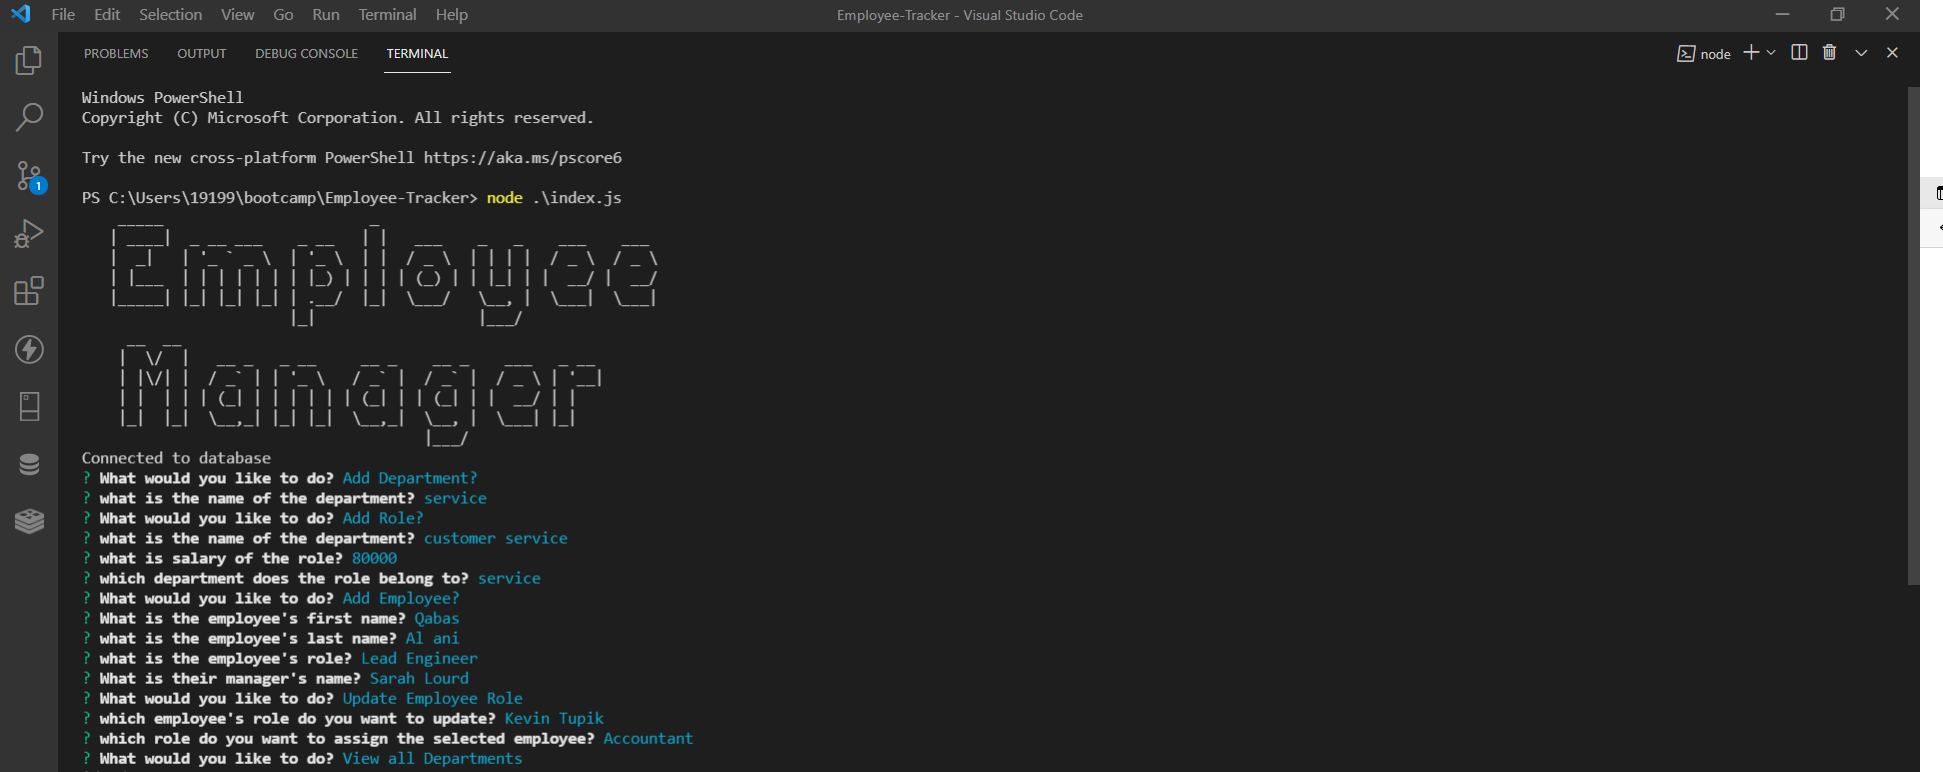 File Edit Selection View Go Run Terminal Help
Employee-Tracker - Visual Studio Code
PROBLEMS OUTPUT DEBUG CONSOLE TERMINAL
node
1
Windows PowerShell
Copyright (C) Microsoft Corporation. All rights reserved.
Try the new cross-platform PowerShell https://aka.ms/pscore6
PS C:\Users\19199\bootcamp\Employee-Tracker> node .\index.js
Employee
Manager
Connected to database
? What would you like to do? Add Department?
? what is the name of the department? service
? What would you like to do? Add Role?
? what is the name of the department? customer service
? what is salary of the role? 80000
? which department does the role belong to? service
? What would you like to do? Add Employee?
? What is the employee's first name? Qabas
? what is the employee's last name? Al ani
? what is the employee's role? Lead Engineer
? What is their manager's name? Sarah Lourd
? What would you like to do? Update Employee Role
? which employee's role do you want to update? Kevin Tupik
? which role do you want to assign the selected employee? Accountant
? What would you like to do? View all Departments